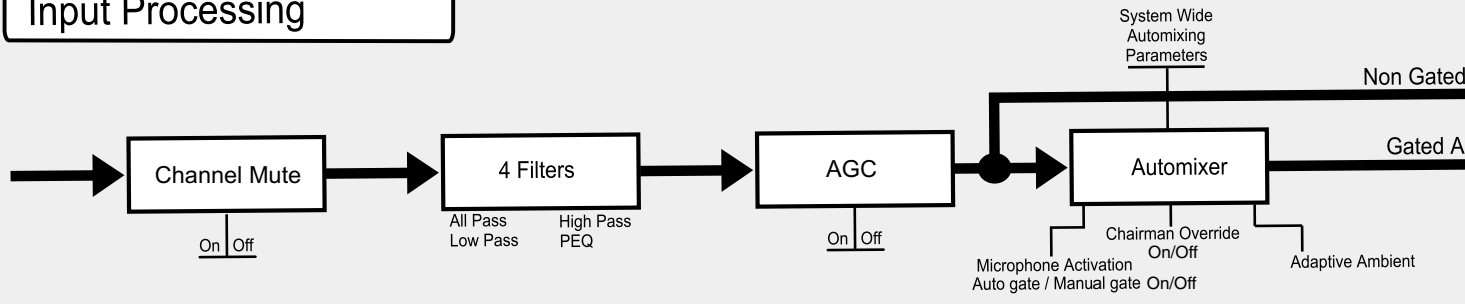 Input Processing
System Wide
Automixing
Parameters
Non Gated
Gated A
Channel Mute
4 Filters
AGC
Automixer
On Off
All Pass High Pass
Low Pass PEQ
On Off
Chairman Override
On/Off
Microphone Activation
Auto gate / Manual gate On/Off
Adaptive Ambient